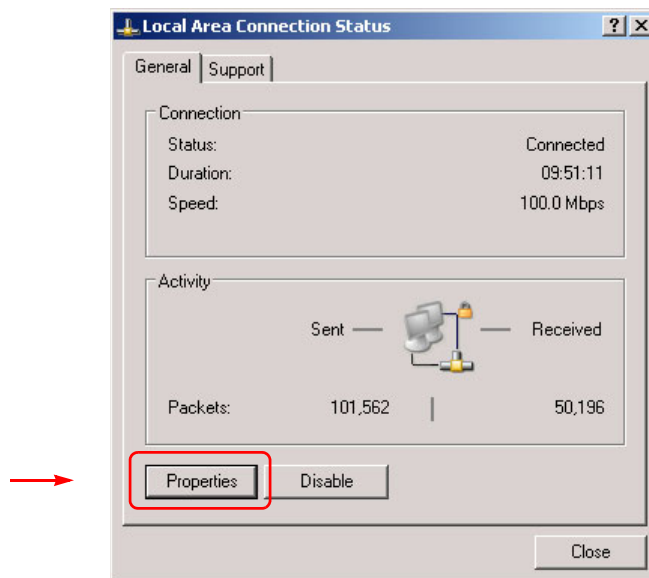 Local Area Connection Status
General Support
Connection
Status: Connected
Duration: 09:51:11
Speed: 100.0 Mbps
Activity
Sent Received
Packets: 101,562 50,196
Properties Disable
Close